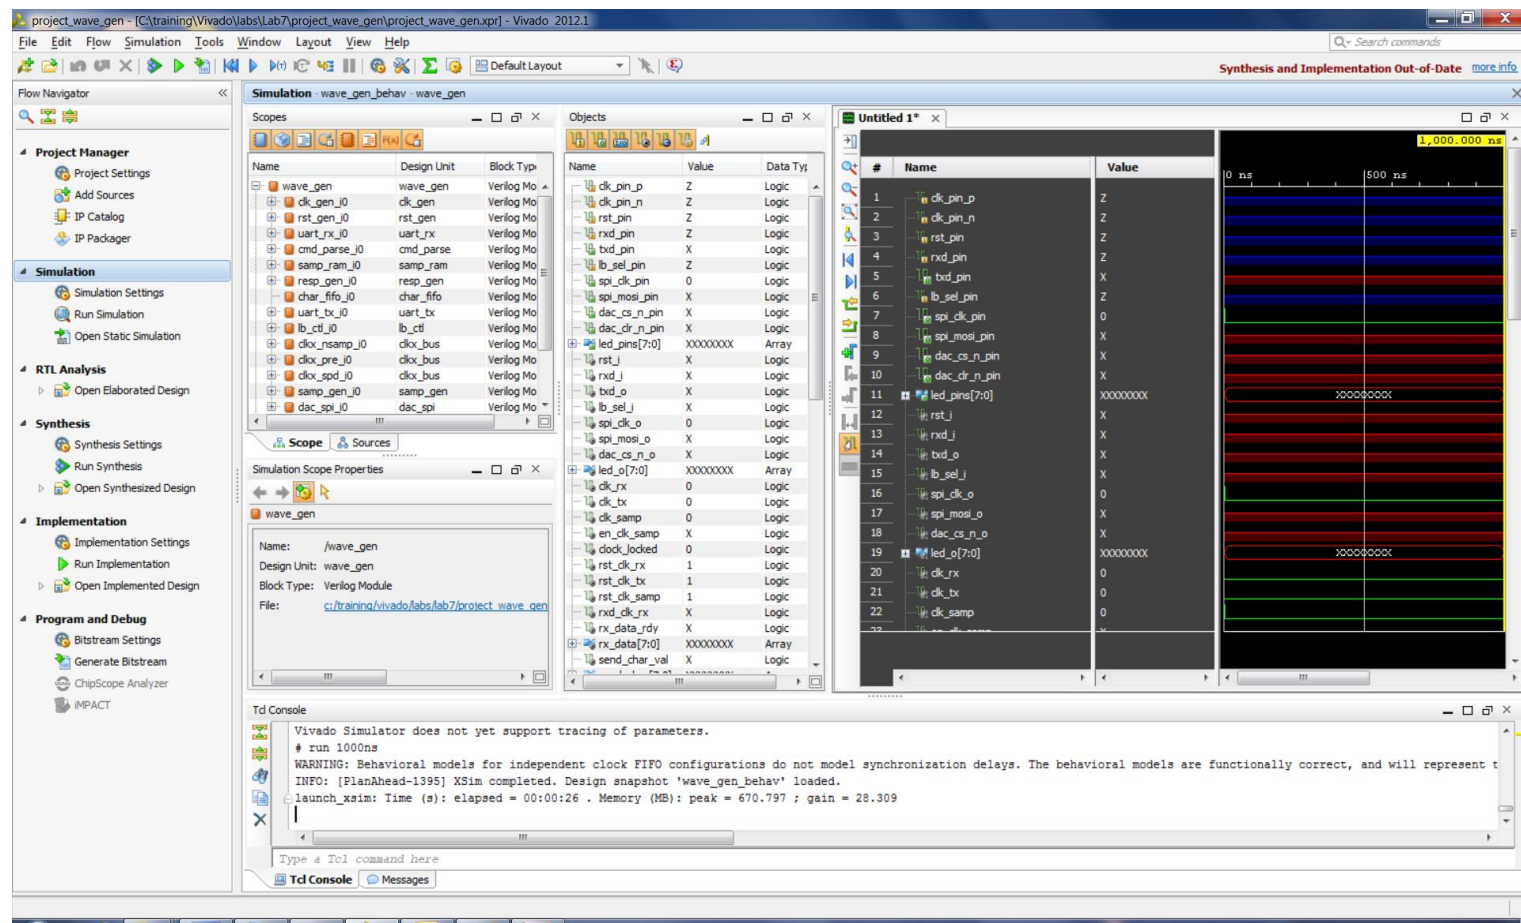 project_wave_gen - [C:\training\Vivado\labs\Lab7\project_wave_gen\project_wave_gen.xpr] - Vivado 2012.1
File Edit Flow Simulation Tools Window Layout View Help
Search commands
Default Layout
Synthesis and Implementation Out-of-Date more info
Flow Navigator
Project Manager
Project Settings
Add Sources
IP Catalog
IP Packager
Simulation
Simulation Settings
Run Simulation
Open Static Simulation
RTL Analysis
Open Elaborated Design
Synthesis
Synthesis Settings
Run Synthesis
Open Synthesized Design
Implementation
Implementation Settings
Run Implementation
Open Implemented Design
Program and Debug
Bitstream Settings
Generate Bitstream
ChipScope Analyzer
iMPACT
Simulation - wave_gen_behav - wave_gen
Scopes
Name Design Unit Block Typ
wave_gen wave_gen Verilog Mo
clk_gen_i0 clk_gen Verilog Mo
rst_gen_i0 rst_gen Verilog Mo
uart_rx_i0 uart_rx Verilog Mo
cmd_parse_i0 cmd_parse Verilog Mo
samp_ram_i0 samp_ram Verilog Mo
resp_gen_i0 resp_gen Verilog Mo
char_fifo_i0 char_fifo Verilog Mo
uart_tx_i0 uart_tx Verilog Mo
lb_ctl_i0 lb_ctl Verilog Mo
clkx_nsamp_i0 clkx_bus Verilog Mo
clkx_pre_i0 clkx_bus Verilog Mo
clkx_spd_i0 clkx_bus Verilog Mo
samp_gen_i0 samp_gen Verilog Mo
dac_spi_i0 dac_spi Verilog Mo
Scope Sources
Simulation Scope Properties
wave_gen
Name: /wave_gen
Design Unit: wave_gen
Block Type: Verilog Module
File: c:/training/vivado/labs/lab7/project_wave_gen
Objects
Name Value Data Typ
clk_pin_p Z Logic
clk_pin_n Z Logic
rst_pin Z Logic
rxd_pin Z Logic
txd_pin X Logic
lb_sel_pin Z Logic
spi_clk_pin 0 Logic
spi_mosi_pin X Logic
dac_cs_n_pin X Logic
dac_clr_n_pin X Logic
led_pins[7:0] XXXXXXXX Array
rst_i X Logic
rxd_i X Logic
txd_o X Logic
lb_sel_i X Logic
spi_clk_o 0 Logic
spi_mosi_o X Logic
dac_cs_n_o X Logic
led_o[7:0] XXXXXXXX Array
clk_rx 0 Logic
clk_tx 0 Logic
clk_samp 0 Logic
en_clk_samp X Logic
clock_locked 0 Logic
rst_clk_rx 1 Logic
rst_clk_tx 1 Logic
rst_clk_samp 1 Logic
rxd_clk_rx X Logic
rx_data_rdy X Logic
rx_data[7:0] XXXXXXXX Array
send_char_val X Logic
Untitled 1*
1,000.000 ns
# Name Value
0 ns 500 ns
1 clk_pin_p Z
2 clk_pin_n Z
3 rst_pin Z
4 rxd_pin Z
5 txd_pin X
6 lb_sel_pin Z
7 spi_clk_pin 0
8 spi_mosi_pin X
9 dac_cs_n_pin X
10 dac_clr_n_pin X
11 led_pins[7:0] XXXXXXXX XXXXXXXX
12 rst_i X
13 rxd_i X
14 txd_o X
15 lb_sel_i X
16 spi_clk_o 0
17 spi_mosi_o X
18 dac_cs_n_o X
19 led_o[7:0] XXXXXXXX XXXXXXXX
20 clk_rx 0
21 clk_tx 0
22 clk_samp 0
Tcl Console
Vivado Simulator does not yet support tracing of parameters.
# run 1000ns
WARNING: Behavioral models for independent clock FIFO configurations do not model synchronization delays. The behavioral models are functionally correct, and will represent t
INFO: [PlanAhead-1395] XSim completed. Design snapshot 'wave_gen_behav' loaded.
launch_xsim: Time (s): elapsed = 00:00:26 . Memory (MB): peak = 670.797 ; gain = 28.309
Type a Tcl command here
Tcl Console Messages